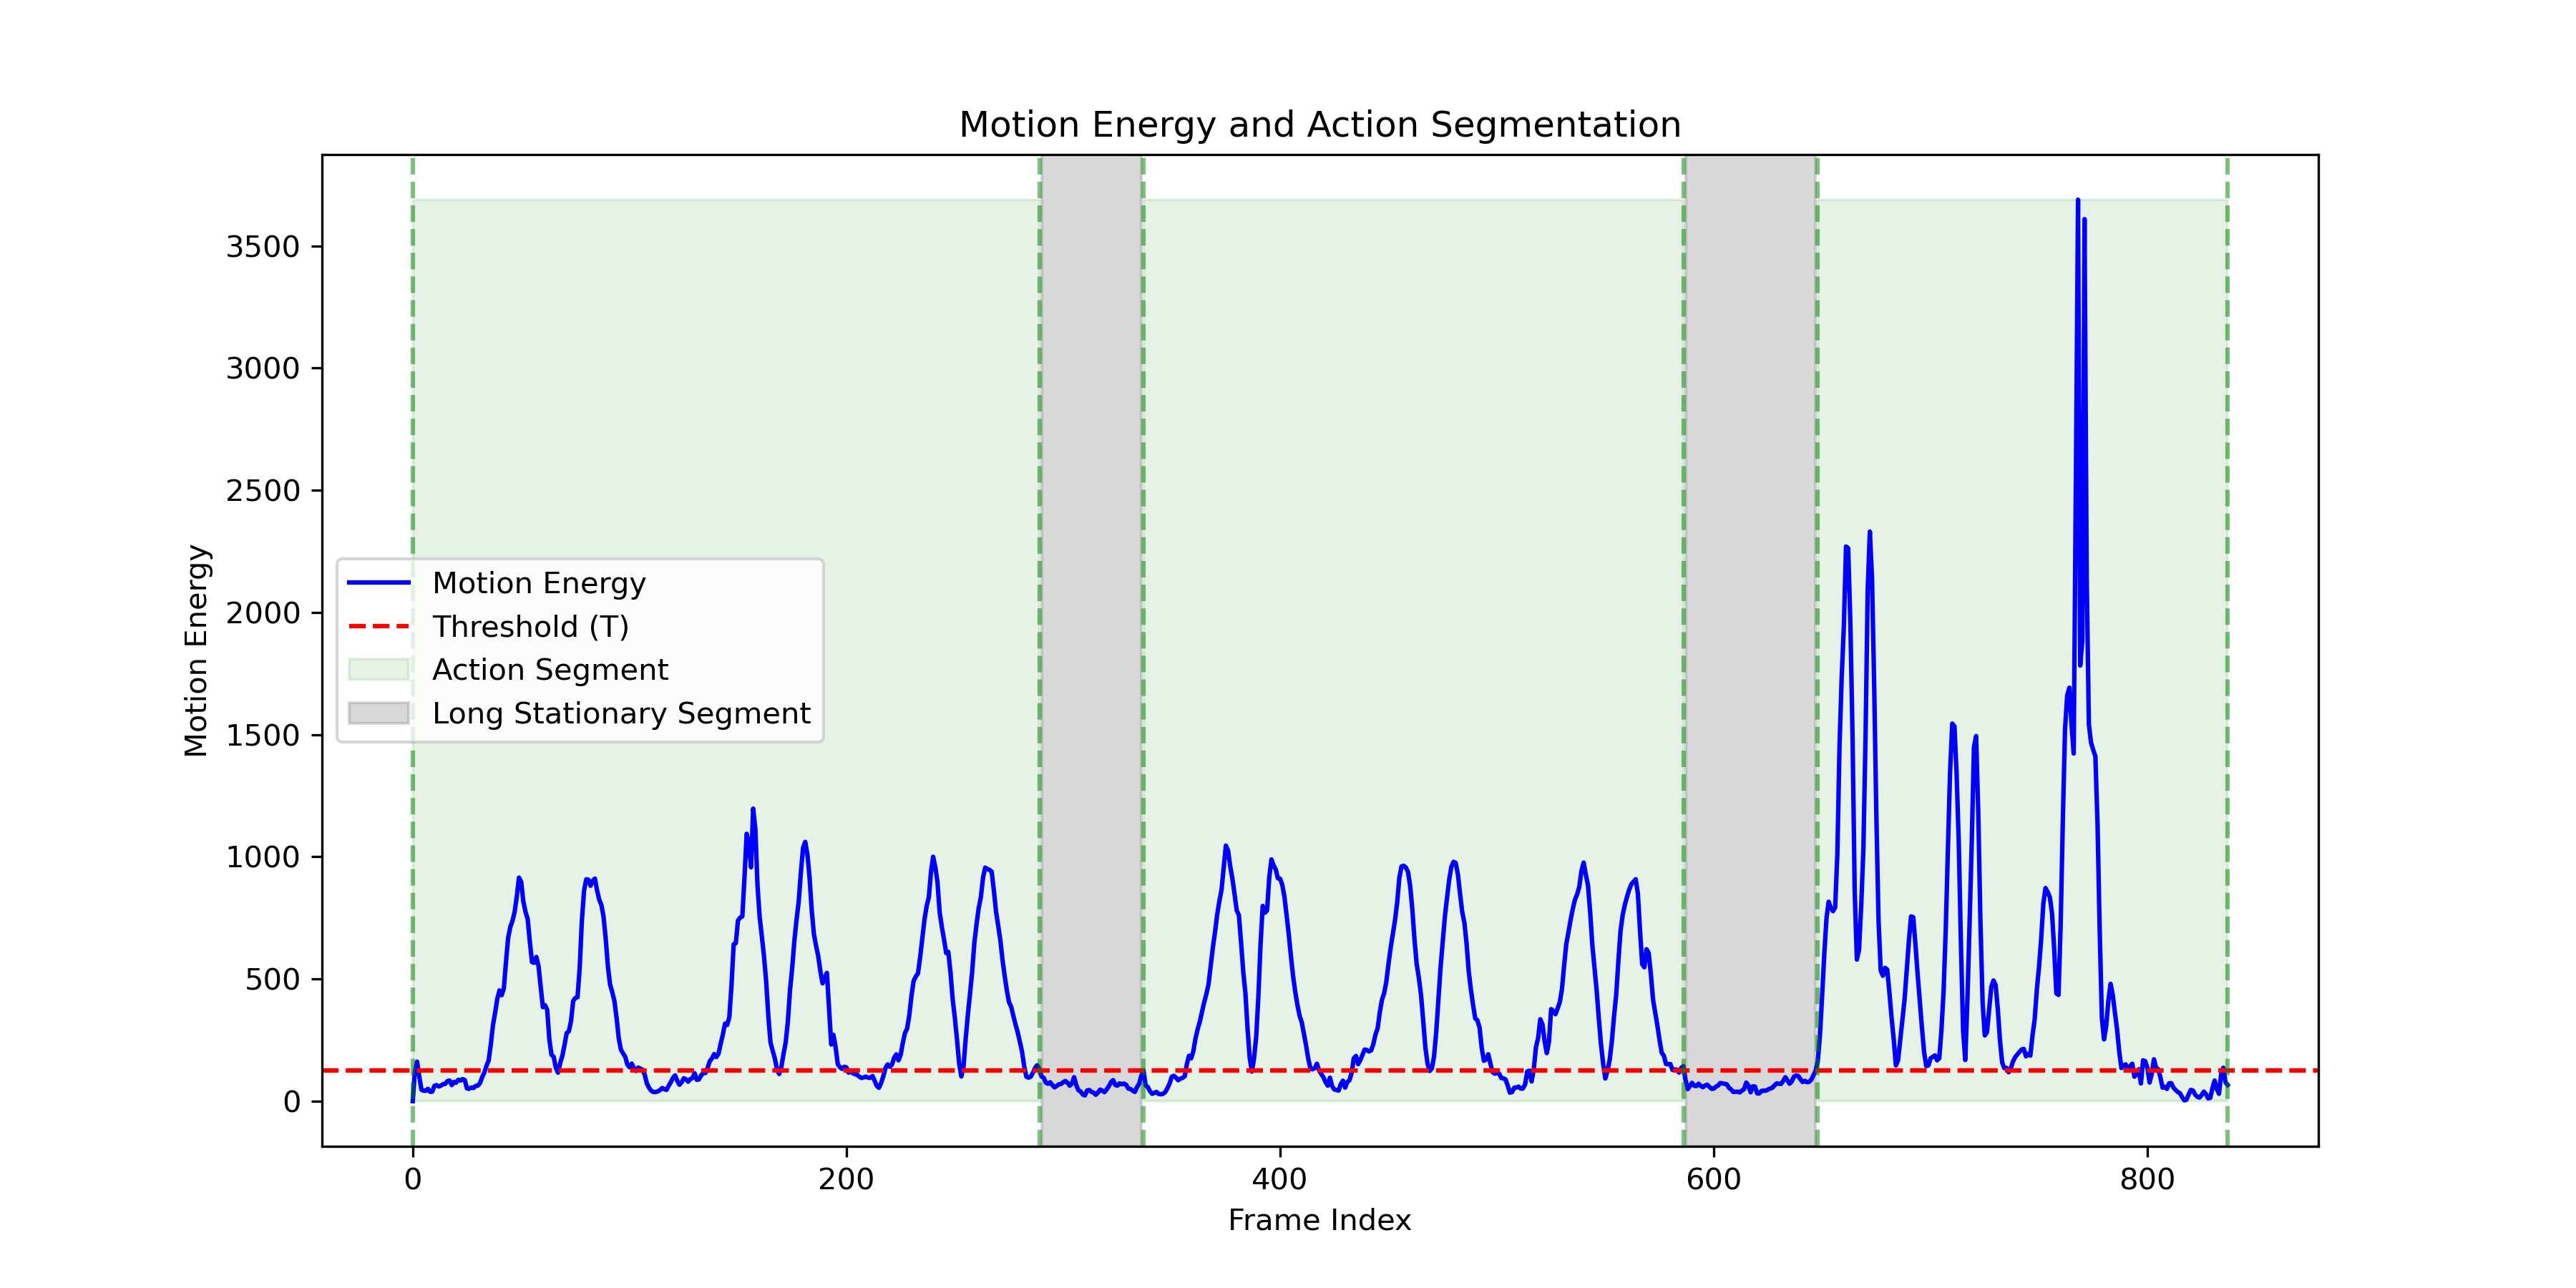 Motion Energy and Action Segmentation
Motion Energy
3500
3000
2500
2000
1500
1000
500
0
Motion Energy
Threshold (T)
Action Segment
Long Stationary Segment
0 200 400 600 800
Frame Index